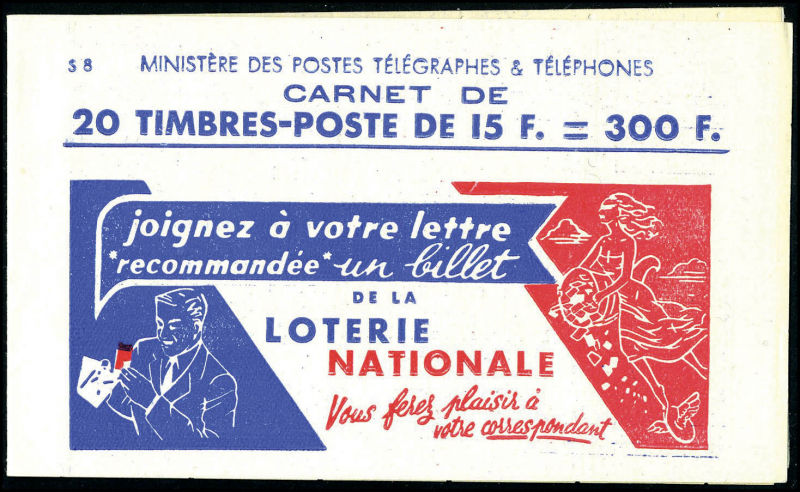 S 8 MINISTÈRE DES POSTES TÉLÉGRAPHES & TÉLÉPHONES
CARNET DE
20 TIMBRES-POSTE DE 15 F. = 300 F.
joignez à votre lettre
"recommandée" un billet
DE LA
LOTERIE
NATIONALE
Vous ferez plaisir à
votre correspondant